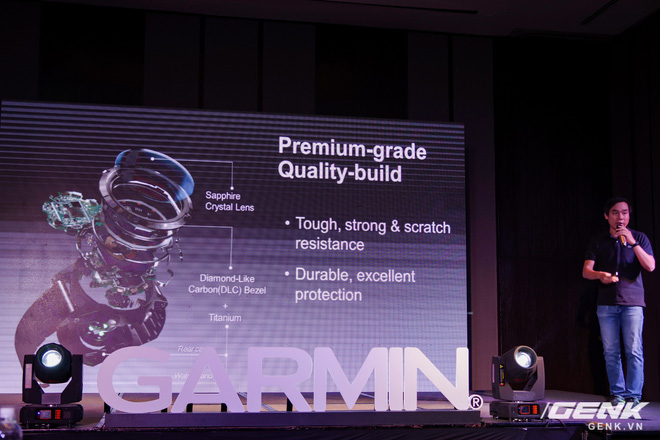 Premium-grade
Quality-build
Sapphire
Crystal Lens
• Tough, strong & scratch
resistance
Diamond-Like
Carbon(DLC) Bezel
+
Titanium
• Durable, excellent
protection
GARMIN®
GENK
GENK.VN